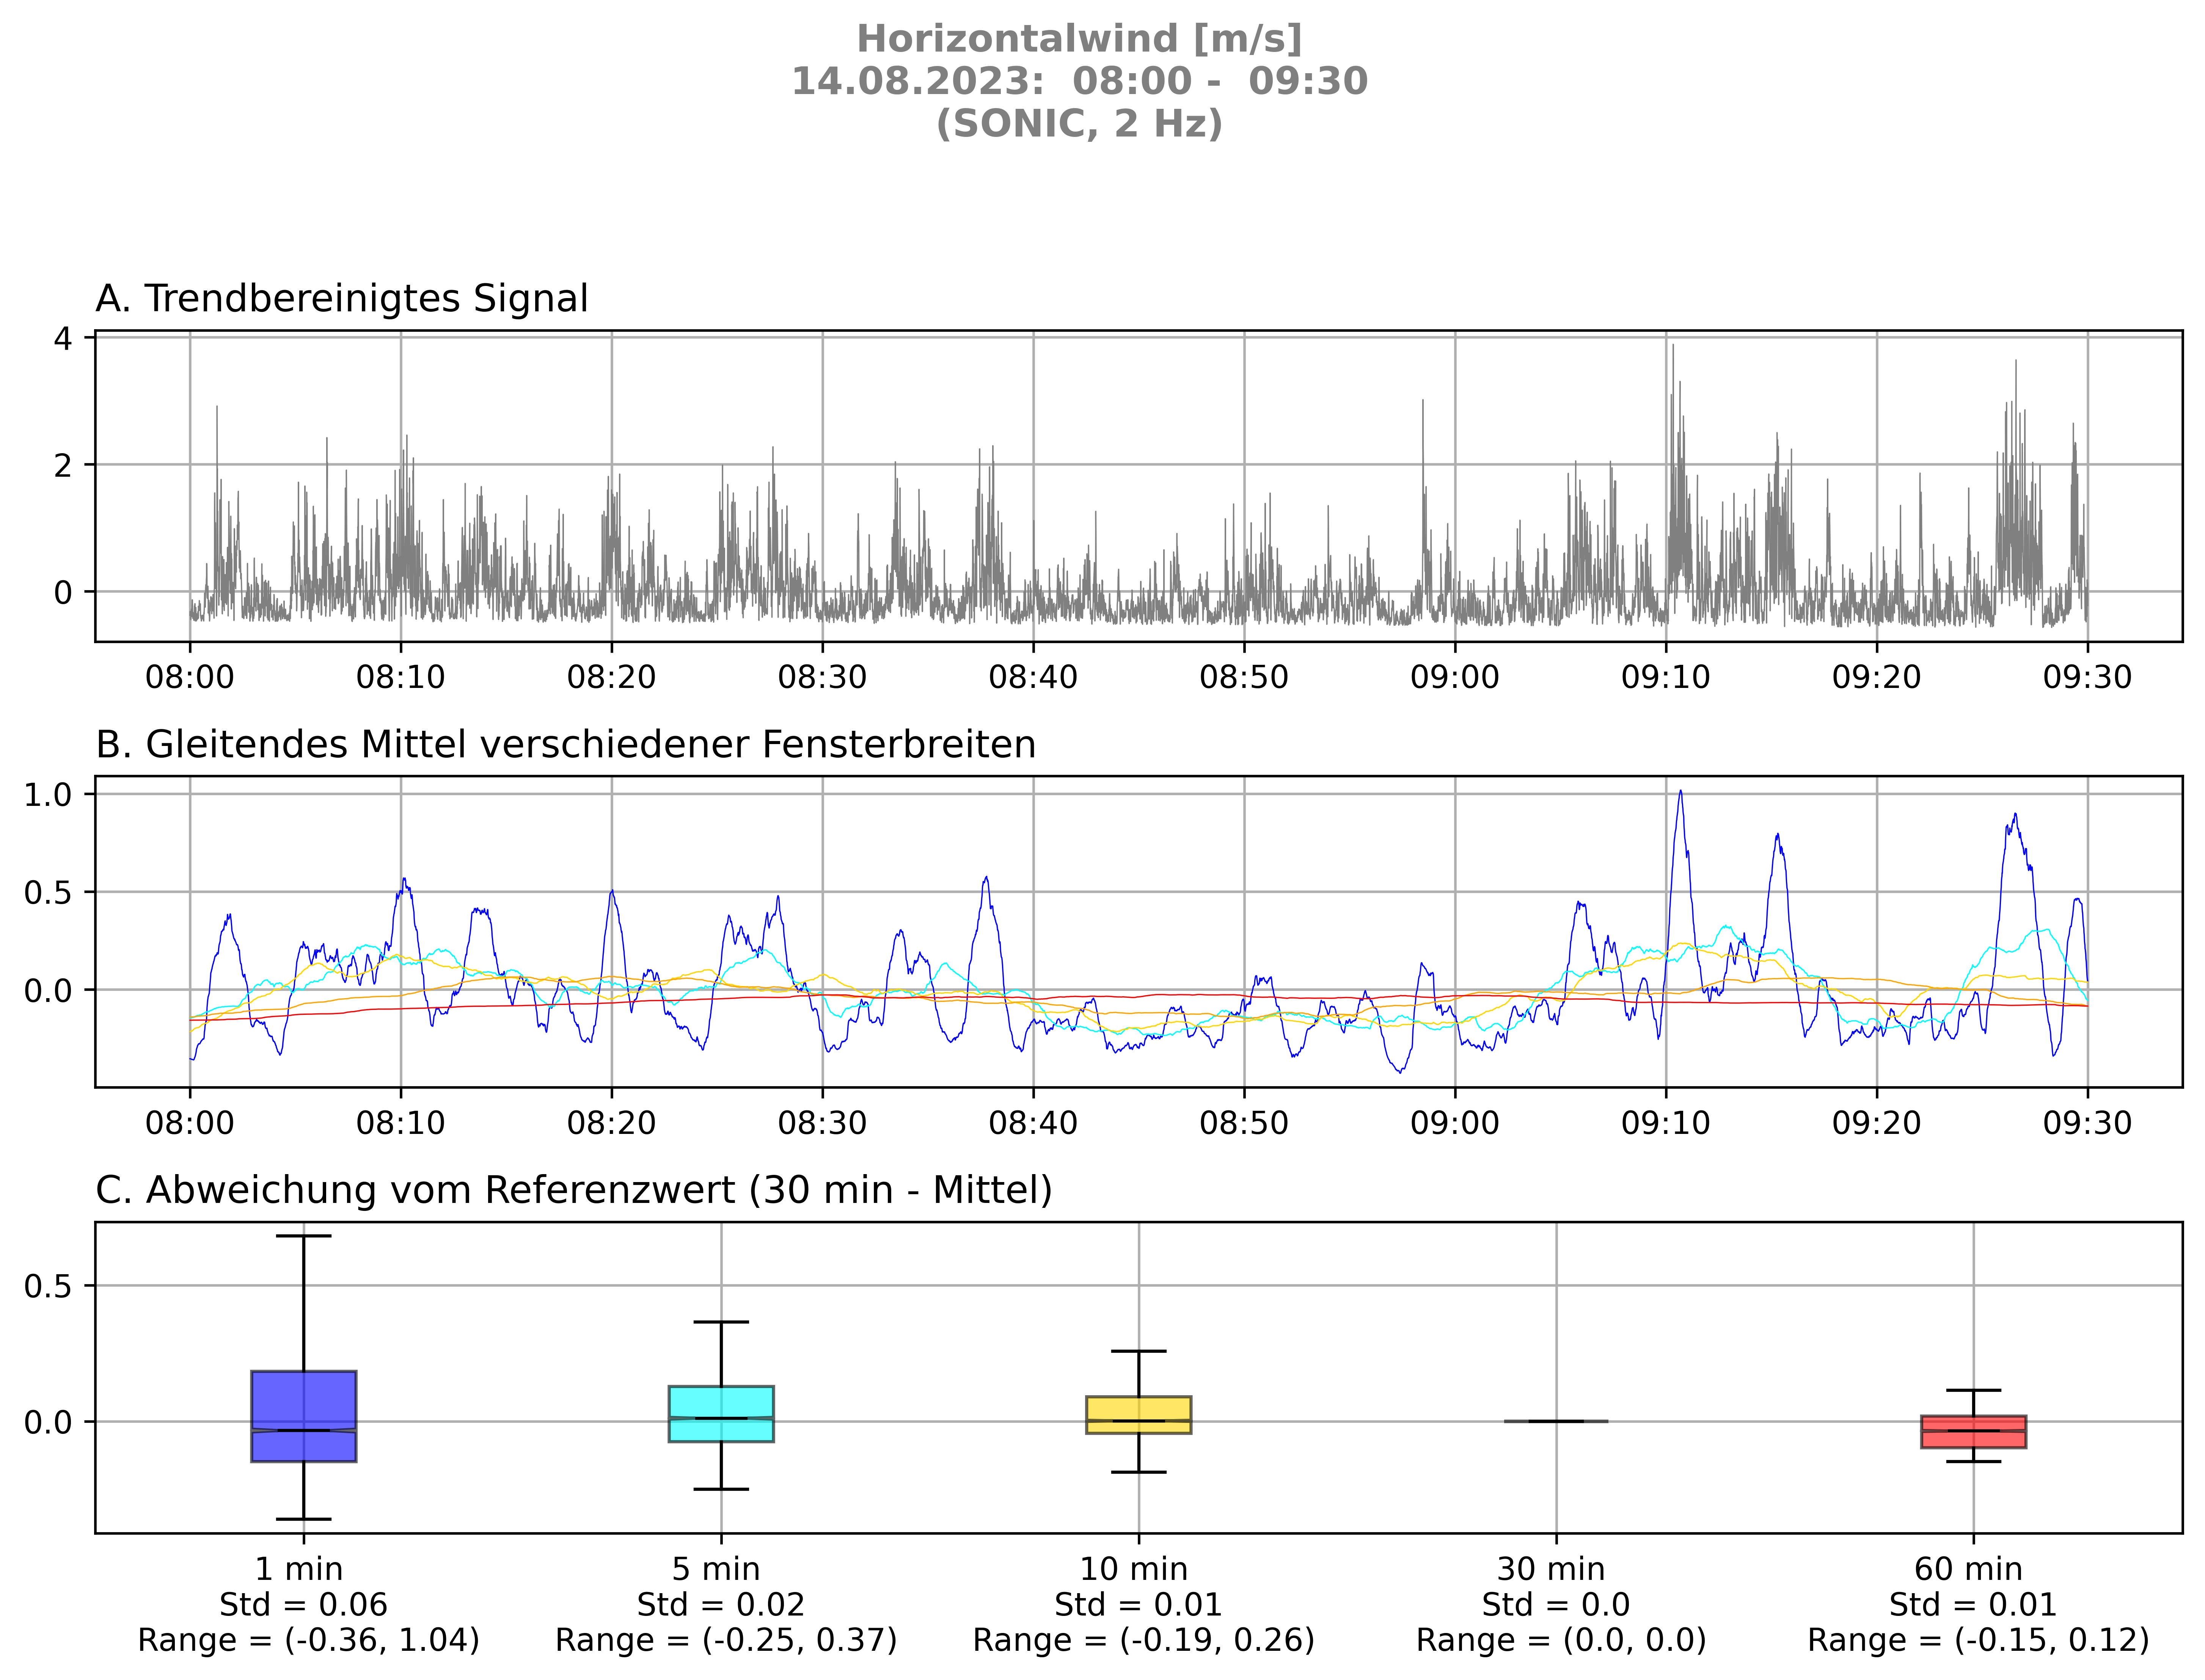 Horizontalwind [m/s]
14.08.2023:  08:00 -  09:30
(SONIC, 2 Hz)
A. Trendbereinigtes Signal
4
2
0
08:00 08:10 08:20 08:30 08:40 08:50 09:00 09:10 09:20 09:30
B. Gleitendes Mittel verschiedener Fensterbreiten
1.0
0.5
0.0
08:00 08:10 08:20 08:30 08:40 08:50 09:00 09:10 09:20 09:30
C. Abweichung vom Referenzwert (30 min - Mittel)
0.5
0.0
1 min 5 min 10 min 30 min 60 min
Std = 0.06 Std = 0.02 Std = 0.01 Std = 0.0 Std = 0.01
Range = (-0.36, 1.04) Range = (-0.25, 0.37) Range = (-0.19, 0.26) Range = (0.0, 0.0) Range = (-0.15, 0.12)